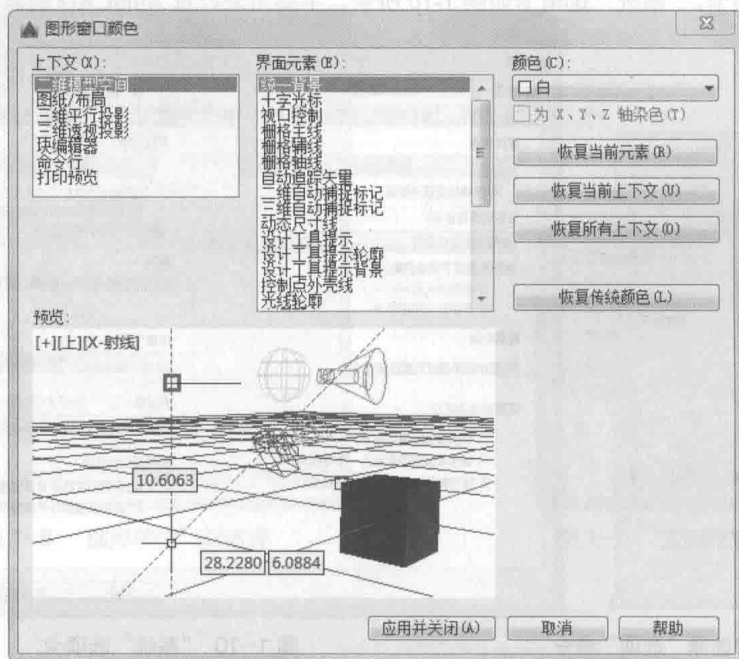 图形窗口颜色
上下文(X):
二维模型空间
图纸/布局
三维平行投影
三维透视投影
块编辑器
命令行
打印预览
界面元素(E):
统一背景
十字光标
视口控制
栅格主线
栅格辅线
栅格轴线
自动追踪矢量
二维自动捕捉标记
三维自动捕捉标记
动态尺寸线
设计工具提示
设计工具提示轮廓
设计工具提示背景
控制点外壳线
光线轮廓
颜色(C):
白
为 X、Y、Z 轴染色(T)
恢复当前元素(R)
恢复当前上下文(U)
恢复所有上下文(O)
恢复传统颜色(L)
预览:
[+][上][X-射线]
10.6063
28.2280
6.0884
应用并关闭(A)
取消
帮助
图 1-10 "系统"选项卡